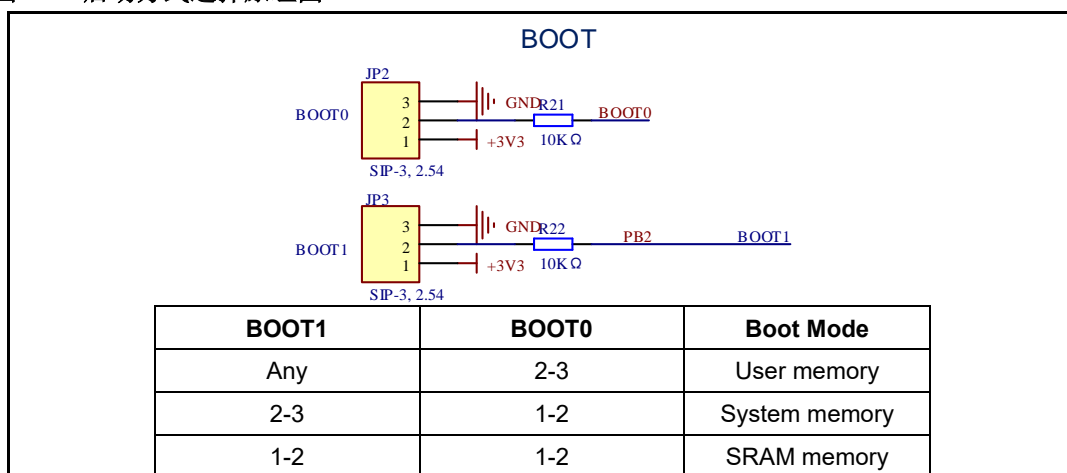 BOOT
JP2
BOOT0
3
GND
R21
BOOT0
2
1
+3V3
10KΩ
SIP-3, 2.54
JP3
BOOT1
3
GND
R22
PB2
BOOT1
2
1
+3V3
10KΩ
SIP-3, 2.54
BOOT1 BOOT0 Boot Mode
Any 2-3 User memory
2-3 1-2 System memory
1-2 1-2 SRAM memory